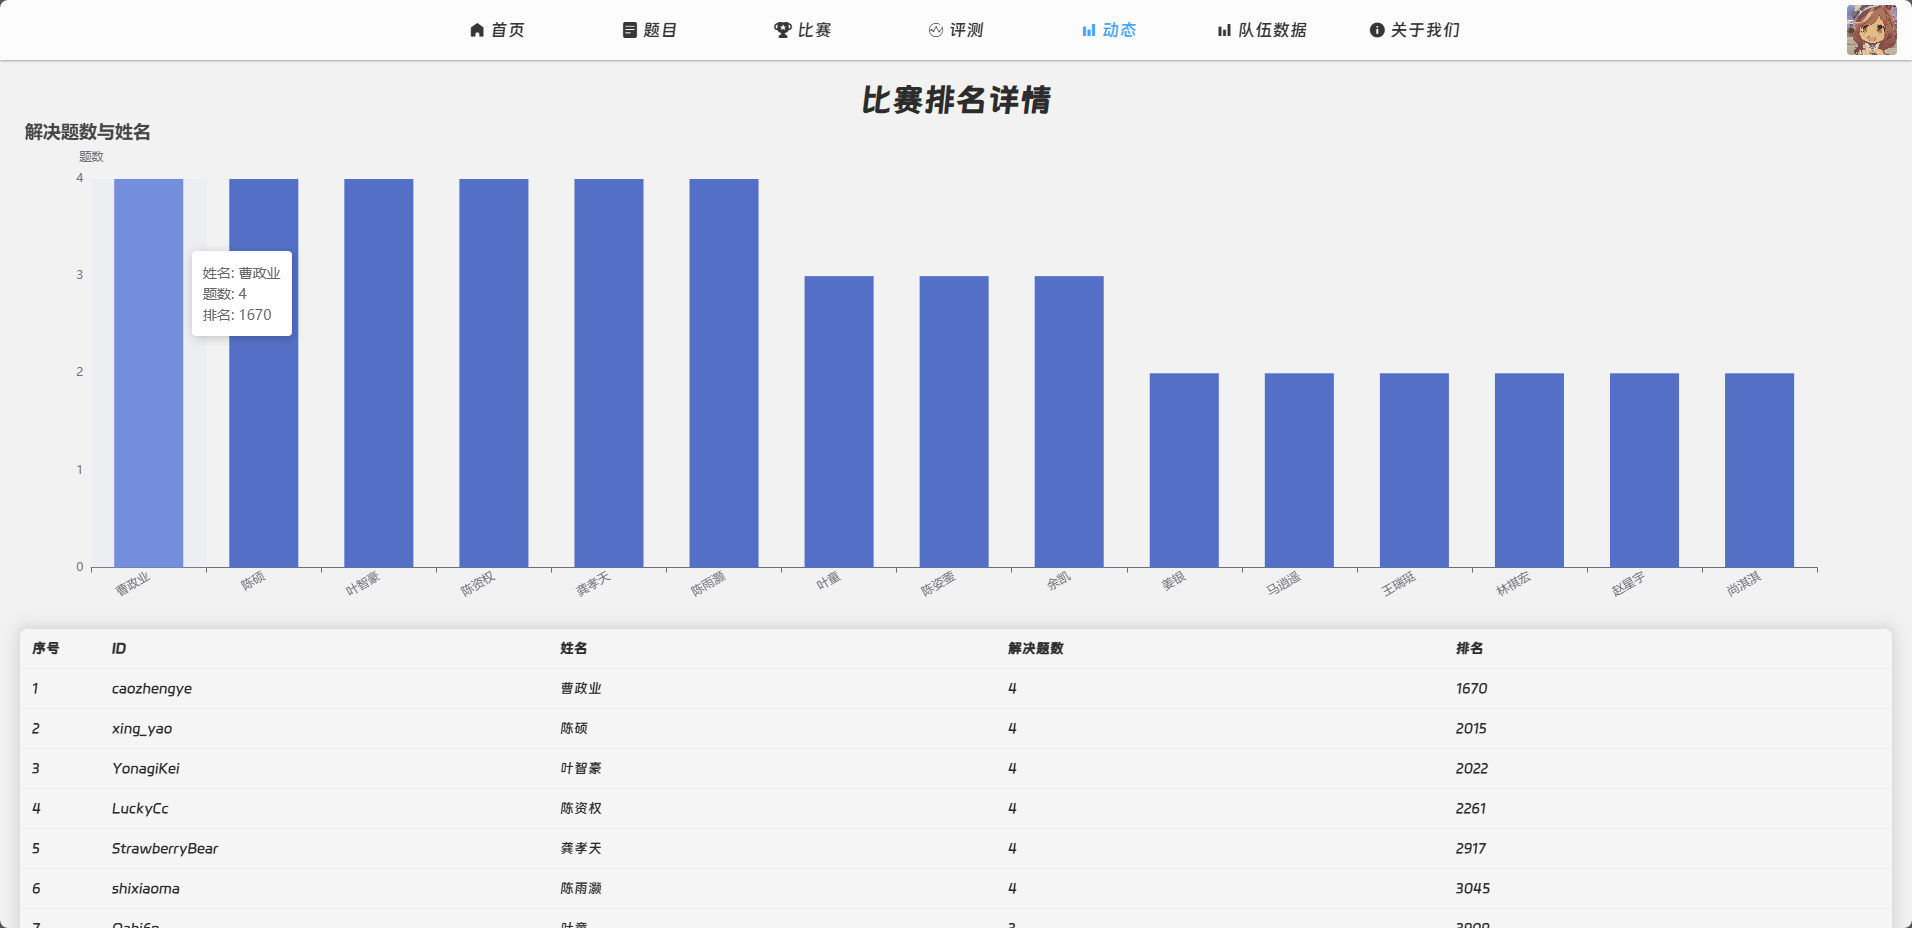 首页
题目
比赛
评测
动态
队伍数据
关于我们
比赛排名详情
解决题数与姓名
题数
4
3
2
1
0
姓名: 曹政业
题数: 4
排名: 1670
曹政业
陈硕
叶智豪
陈资权
龚孝天
陈雨灏
叶童
陈姿蓥
余凯
姜银
马逍遥
王瑞珽
林祺宏
赵星宇
尚淇淇
序号 ID 姓名 解决题数 排名
1 caozhengye 曹政业 4 1670
2 xing_yao 陈硕 4 2015
3 YonagiKei 叶智豪 4 2022
4 LuckyCc 陈资权 4 2261
5 StrawberryBear 龚孝天 4 2917
6 shixiaoma 陈雨灏 4 3045
7 叶童 3